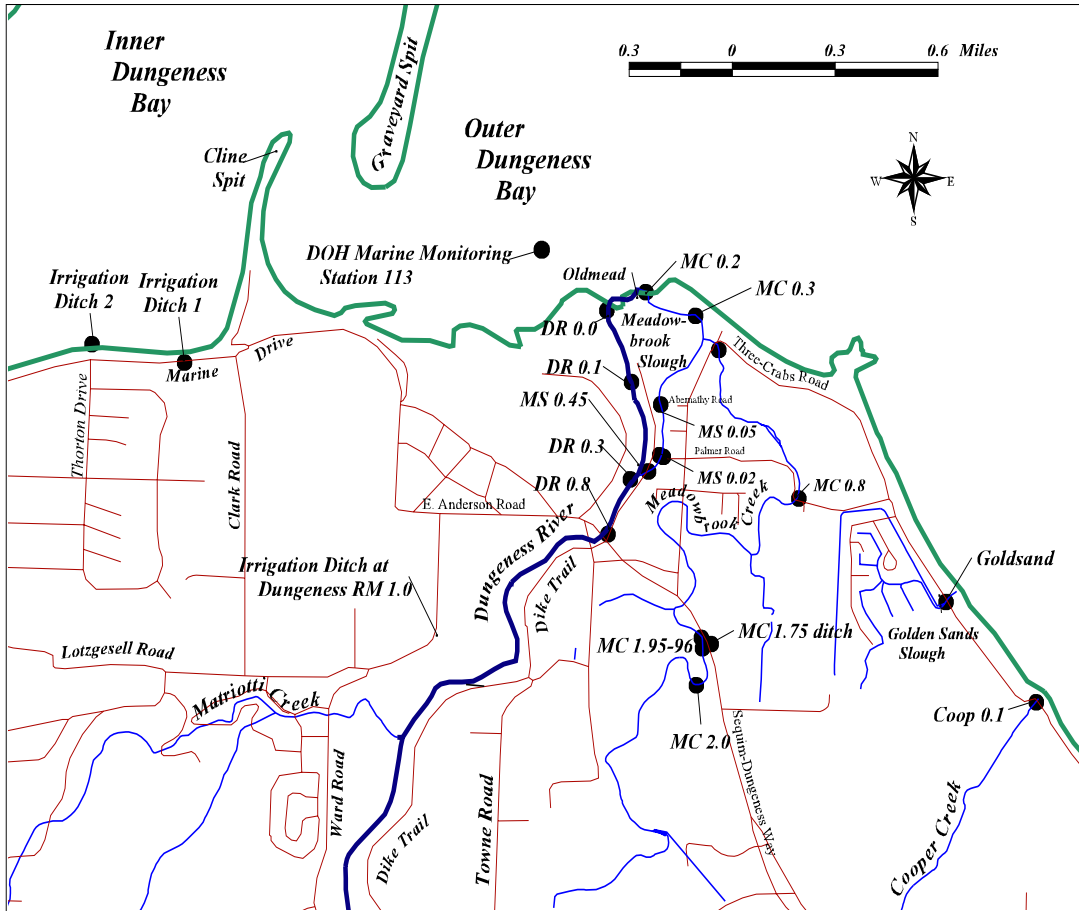 Inner
Dungeness
Bay
Graveyard Spit
0.3 0 0.3 0.6 Miles
Outer
Dungeness
Bay
Cline
Spit
N
W E
S
DOH Marine Monitoring
Station 113
Irrigation
Ditch 2
Irrigation
Ditch 1
Oldmead
MC 0.2
MC 0.3
DR 0.0
Meadow-
brook
Slough
Marine Drive
Three-Crabs Road
DR 0.1
MS 0.45
Abernathy Road
MS 0.05
Thorton Drive
Clark Road
DR 0.3
Palmer Road
MS 0.02
DR 0.8
MC 0.8
Meadowbrook Creek
E. Anderson Road
Dungeness River
Dike Trail
Irrigation Ditch at
Dungeness RM 1.0
Goldsand
Golden Sands
Slough
MC 1.95-96
MC 1.75 ditch
Lotzgesell Road
Matriotti Creek
MC 2.0
Coop 0.1
Sequim-Dungeness Way
Ward Road
Dike Trail
Towne Road
Cooper Creek